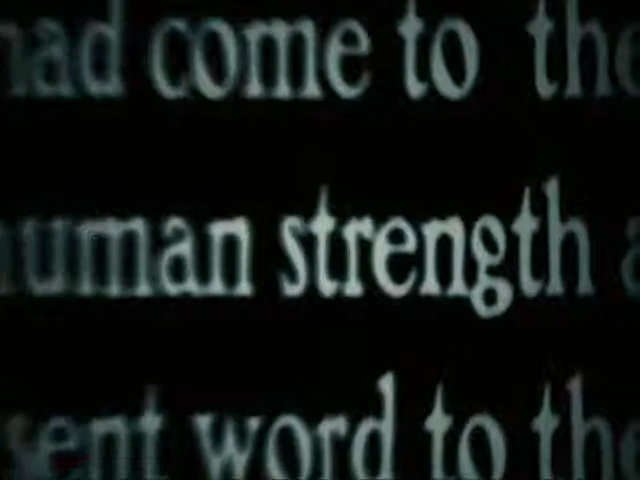 had come to the
human strength a
sent word to the